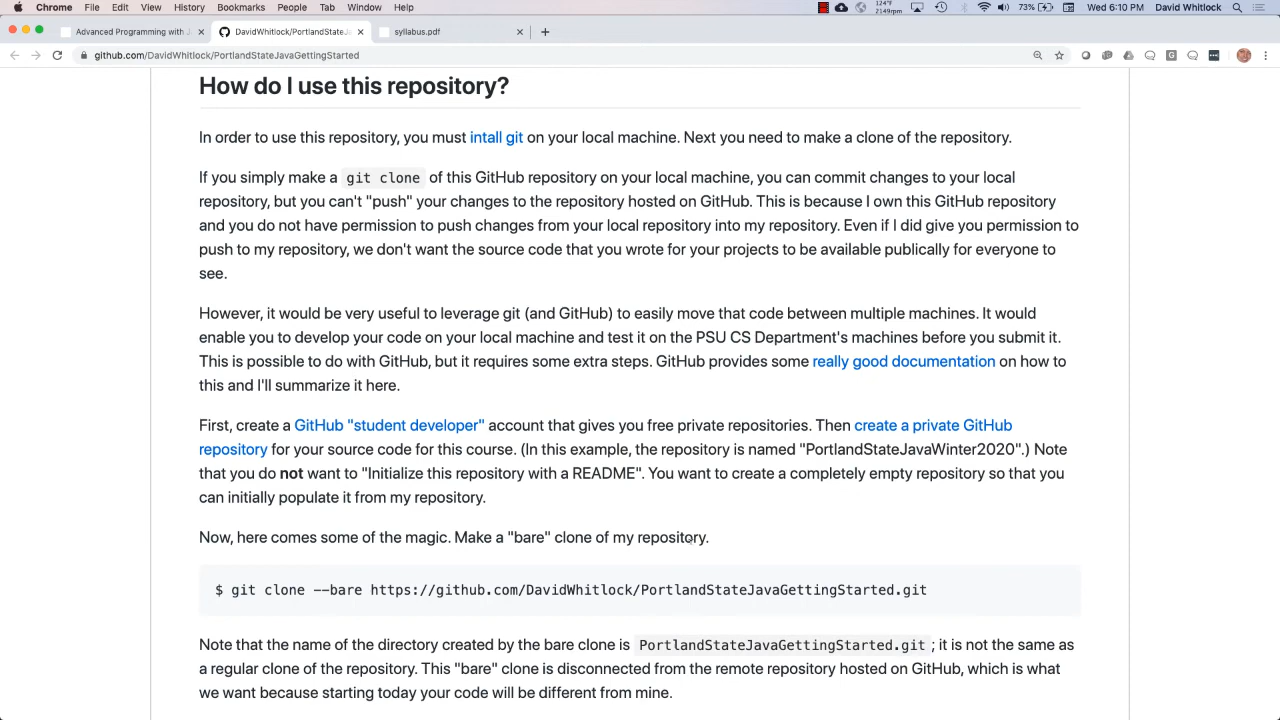 Chrome File Edit View History Bookmarks People Tab Window Help 124°F 2149rpm 73% Wed 6:10 PM David Whitlock
Advanced Programming with J DavidWhitlock/PortlandStateJa syllabus.pdf
github.com/DavidWhitlock/PortlandStateJavaGettingStarted
How do I use this repository?
In order to use this repository, you must intall git on your local machine. Next you need to make a clone of the repository.
If you simply make a git clone of this GitHub repository on your local machine, you can commit changes to your local
repository, but you can't "push" your changes to the repository hosted on GitHub. This is because I own this GitHub repository
and you do not have permission to push changes from your local repository into my repository. Even if I did give you permission to
push to my repository, we don't want the source code that you wrote for your projects to be available publically for everyone to
see.
However, it would be very useful to leverage git (and GitHub) to easily move that code between multiple machines. It would
enable you to develop your code on your local machine and test it on the PSU CS Department's machines before you submit it.
This is possible to do with GitHub, but it requires some extra steps. GitHub provides some really good documentation on how to
this and I'll summarize it here.
First, create a GitHub "student developer" account that gives you free private repositories. Then create a private GitHub
repository for your source code for this course. (In this example, the repository is named "PortlandStateJavaWinter2020".) Note
that you do not want to "Initialize this repository with a README". You want to create a completely empty repository so that you
can initially populate it from my repository.
Now, here comes some of the magic. Make a "bare" clone of my repository.
$ git clone --bare https://github.com/DavidWhitlock/PortlandStateJavaGettingStarted.git
Note that the name of the directory created by the bare clone is PortlandStateJavaGettingStarted.git ; it is not the same as
a regular clone of the repository. This "bare" clone is disconnected from the remote repository hosted on GitHub, which is what
we want because starting today your code will be different from mine.